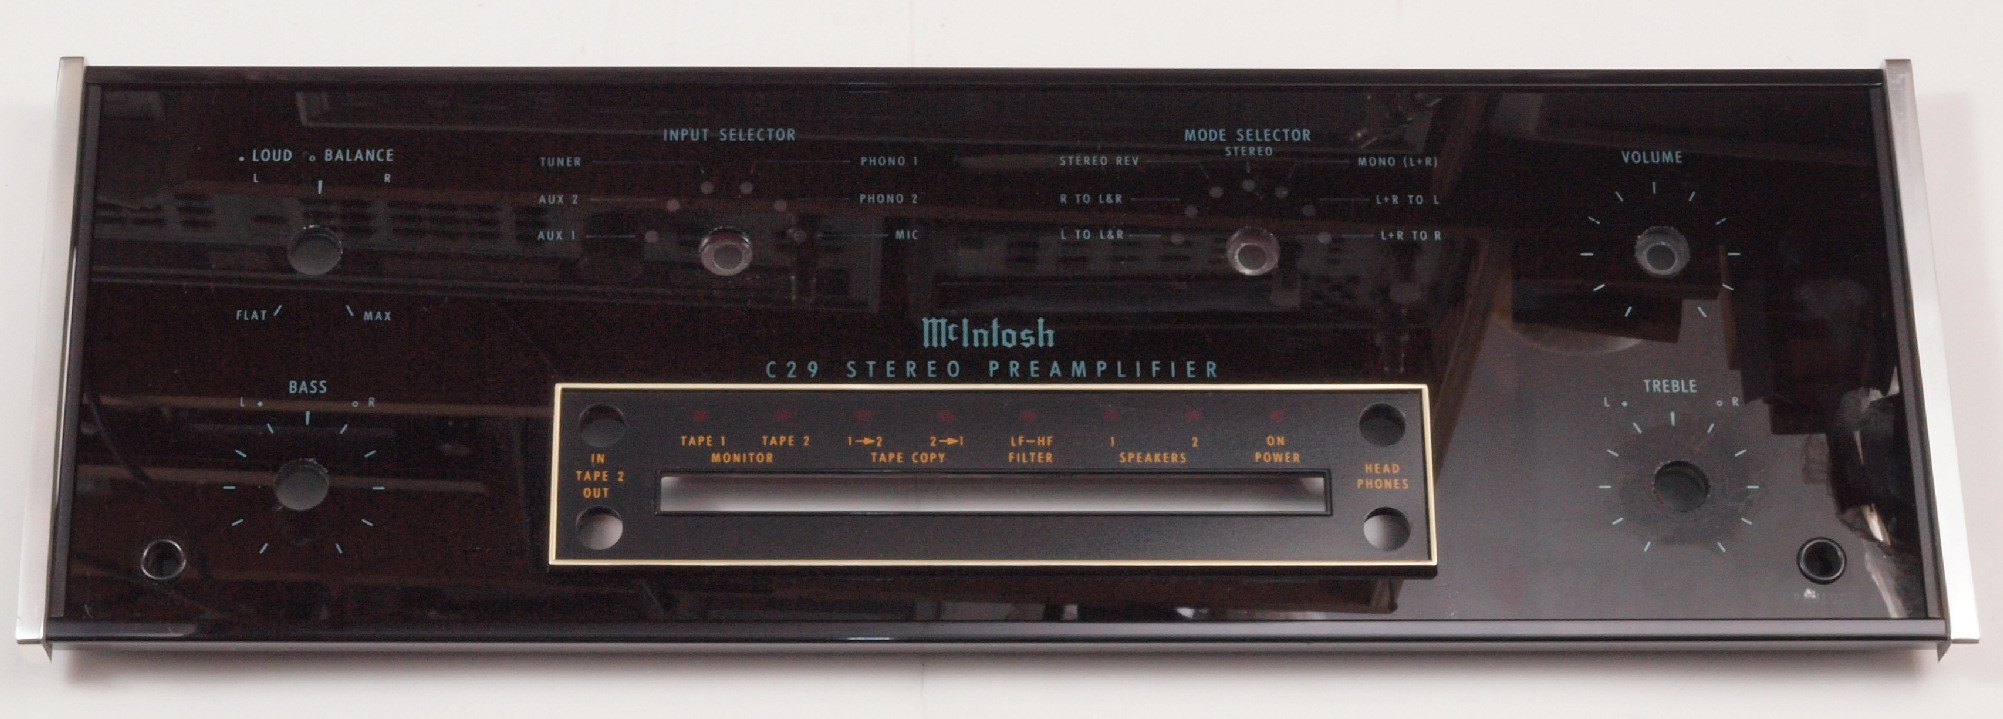 INPUT SELECTOR
MODE SELECTOR
LOUD BALANCE
L R
TUNER
PHONO 1
STEREO REV
STEREO
MONO (L+R)
VOLUME
AUX 2
PHONO 2
R TO L&R
L+R TO L
AUX 1
MIC
L TO L&R
L+R TO R
FLAT
MAX
McIntosh
C29 STEREO PREAMPLIFIER
BASS
L R
TREBLE
L R
TAPE 1 TAPE 2
MONITOR
1→2 2→1
TAPE COPY
LF-HF
FILTER
1 2
SPEAKERS
ON
POWER
IN
TAPE 2
OUT
HEAD
PHONES